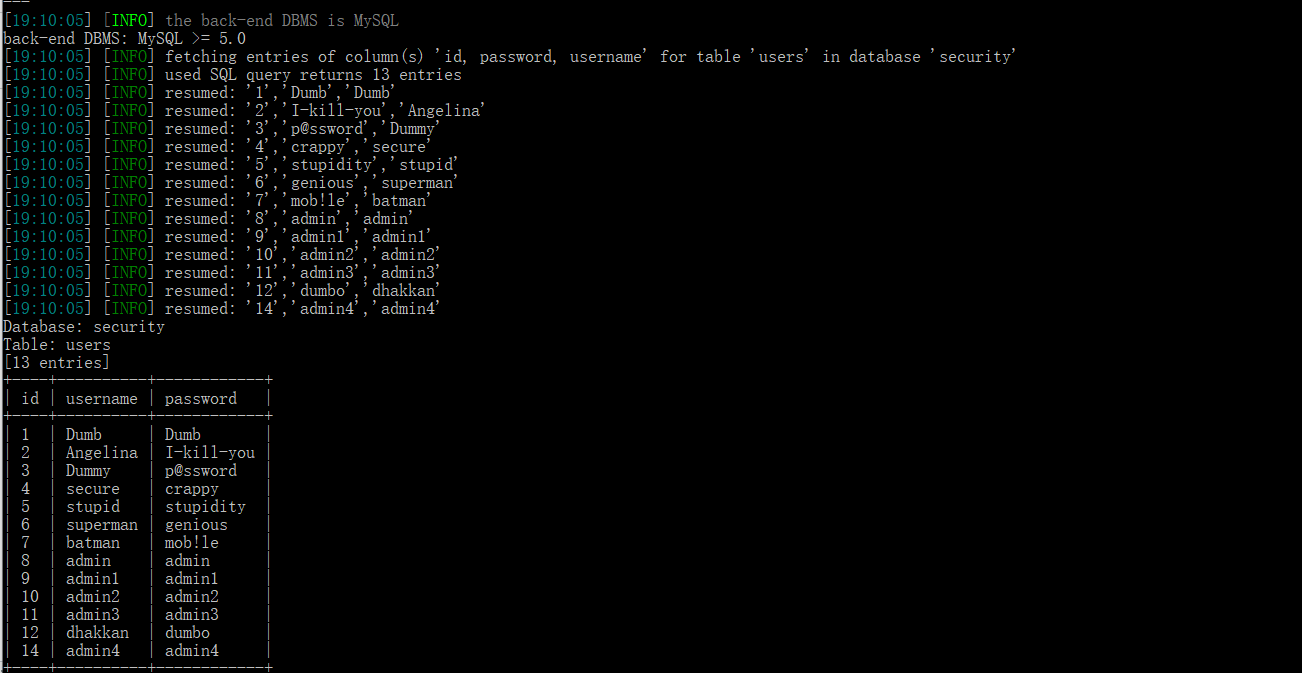 ---
[19:10:05] [INFO] the back-end DBMS is MySQL
back-end DBMS: MySQL >= 5.0
[19:10:05] [INFO] fetching entries of column(s) 'id, password, username' for table 'users' in database 'security'
[19:10:05] [INFO] used SQL query returns 13 entries
[19:10:05] [INFO] resumed: '1','Dumb','Dumb'
[19:10:05] [INFO] resumed: '2','I-kill-you','Angelina'
[19:10:05] [INFO] resumed: '3','p@ssword','Dummy'
[19:10:05] [INFO] resumed: '4','crappy','secure'
[19:10:05] [INFO] resumed: '5','stupidity','stupid'
[19:10:05] [INFO] resumed: '6','genious','superman'
[19:10:05] [INFO] resumed: '7','mob!le','batman'
[19:10:05] [INFO] resumed: '8','admin','admin'
[19:10:05] [INFO] resumed: '9','admin1','admin1'
[19:10:05] [INFO] resumed: '10','admin2','admin2'
[19:10:05] [INFO] resumed: '11','admin3','admin3'
[19:10:05] [INFO] resumed: '12','dumbo','dhakkan'
[19:10:05] [INFO] resumed: '14','admin4','admin4'
Database: security
Table: users
[13 entries]
+----+----------+------------+
| id | username | password   |
+----+----------+------------+
| 1  | Dumb     | Dumb       |
| 2  | Angelina | I-kill-you |
| 3  | Dummy    | p@ssword   |
| 4  | secure   | crappy     |
| 5  | stupid   | stupidity  |
| 6  | superman | genious    |
| 7  | batman   | mob!le     |
| 8  | admin    | admin      |
| 9  | admin1   | admin1     |
| 10 | admin2   | admin2     |
| 11 | admin3   | admin3     |
| 12 | dhakkan  | dumbo      |
| 14 | admin4   | admin4     |
+----+----------+------------+